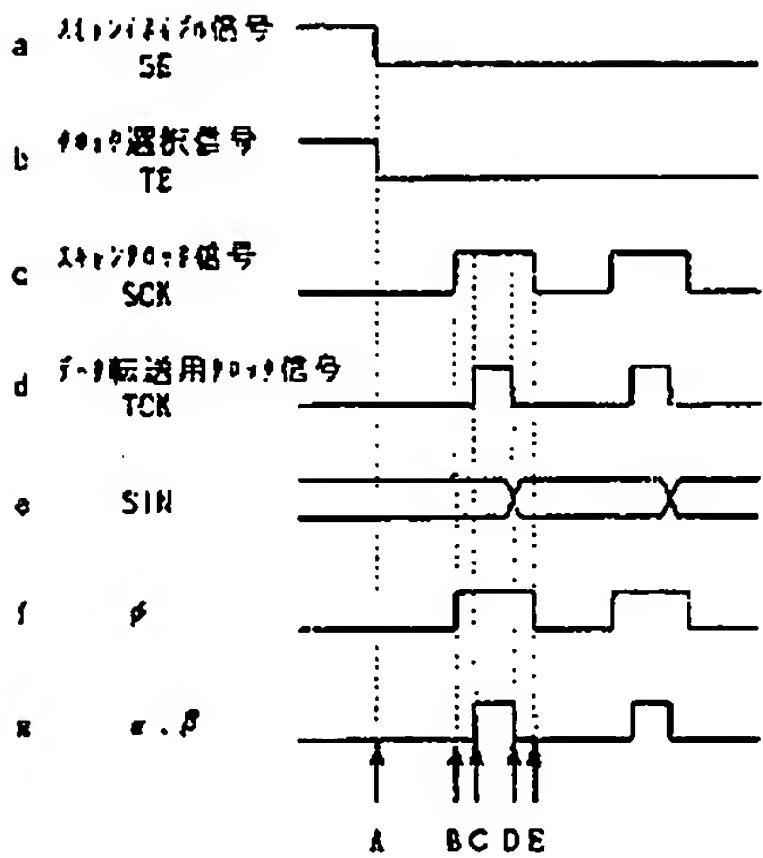 a スキャンイネイブル信号
SE
b クロック選択信号
TE
c スキャンクロック信号
SCK
d データ転送用クロック信号
TCK
e SIN
f φ
α . β
A B C D E